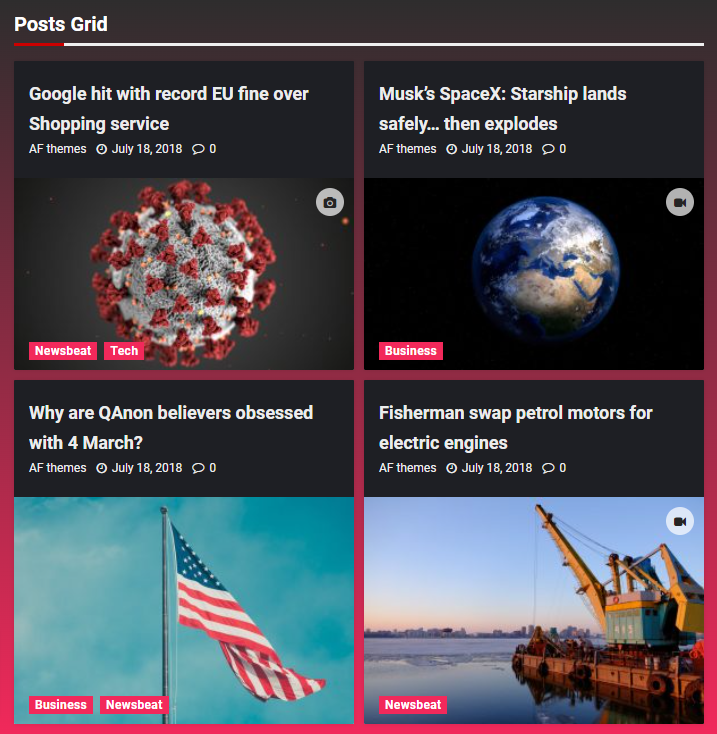 Posts Grid
Google hit with record EU fine over
Shopping service
AF themes July 18, 2018 0
Newsbeat Tech
Musk’s SpaceX: Starship lands
safely… then explodes
AF themes July 18, 2018 0
Business
Why are QAnon believers obsessed
with 4 March?
AF themes July 18, 2018 0
Business Newsbeat
Fisherman swap petrol motors for
electric engines
AF themes July 18, 2018 0
Newsbeat